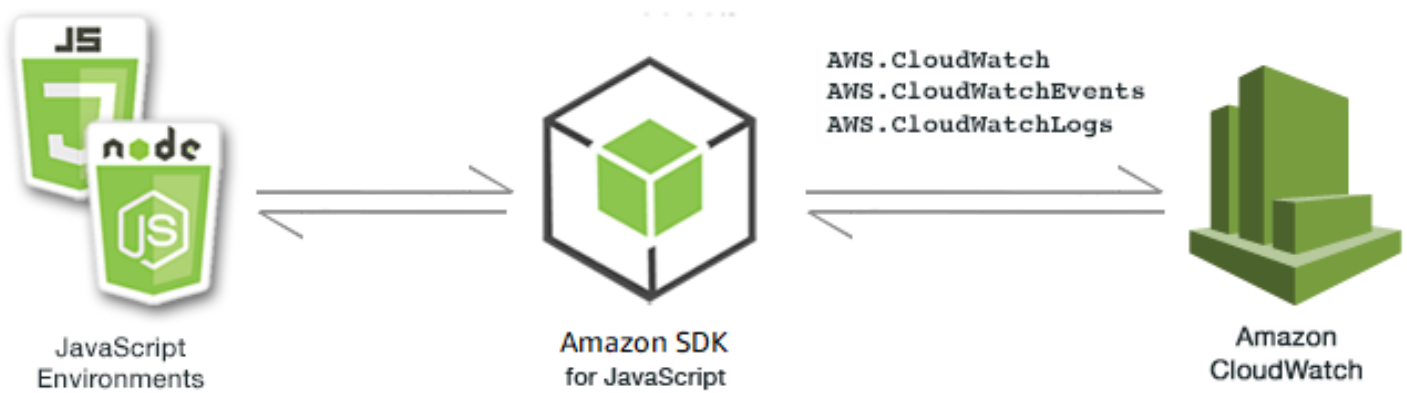 JS
node
JS
JavaScript
Environments
Amazon SDK
for JavaScript
AWS.CloudWatch
AWS.CloudWatchEvents
AWS.CloudWatchLogs
Amazon
CloudWatch